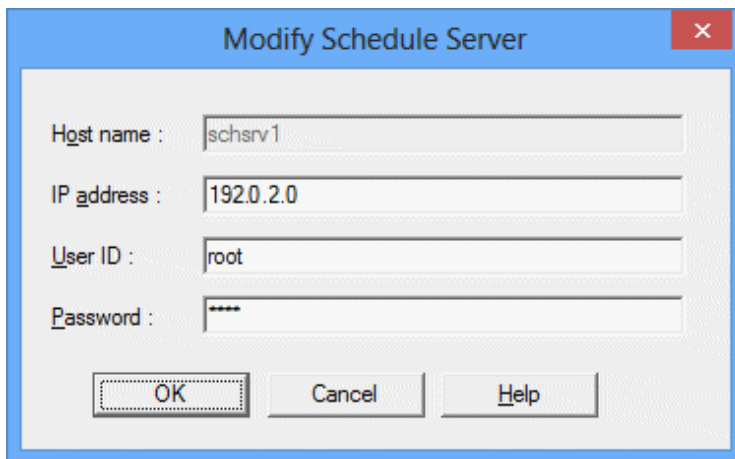 Modify Schedule Server
Host name : schsrv1
IP address : 192.0.2.0
User ID : root
Password : ****
OK Cancel Help